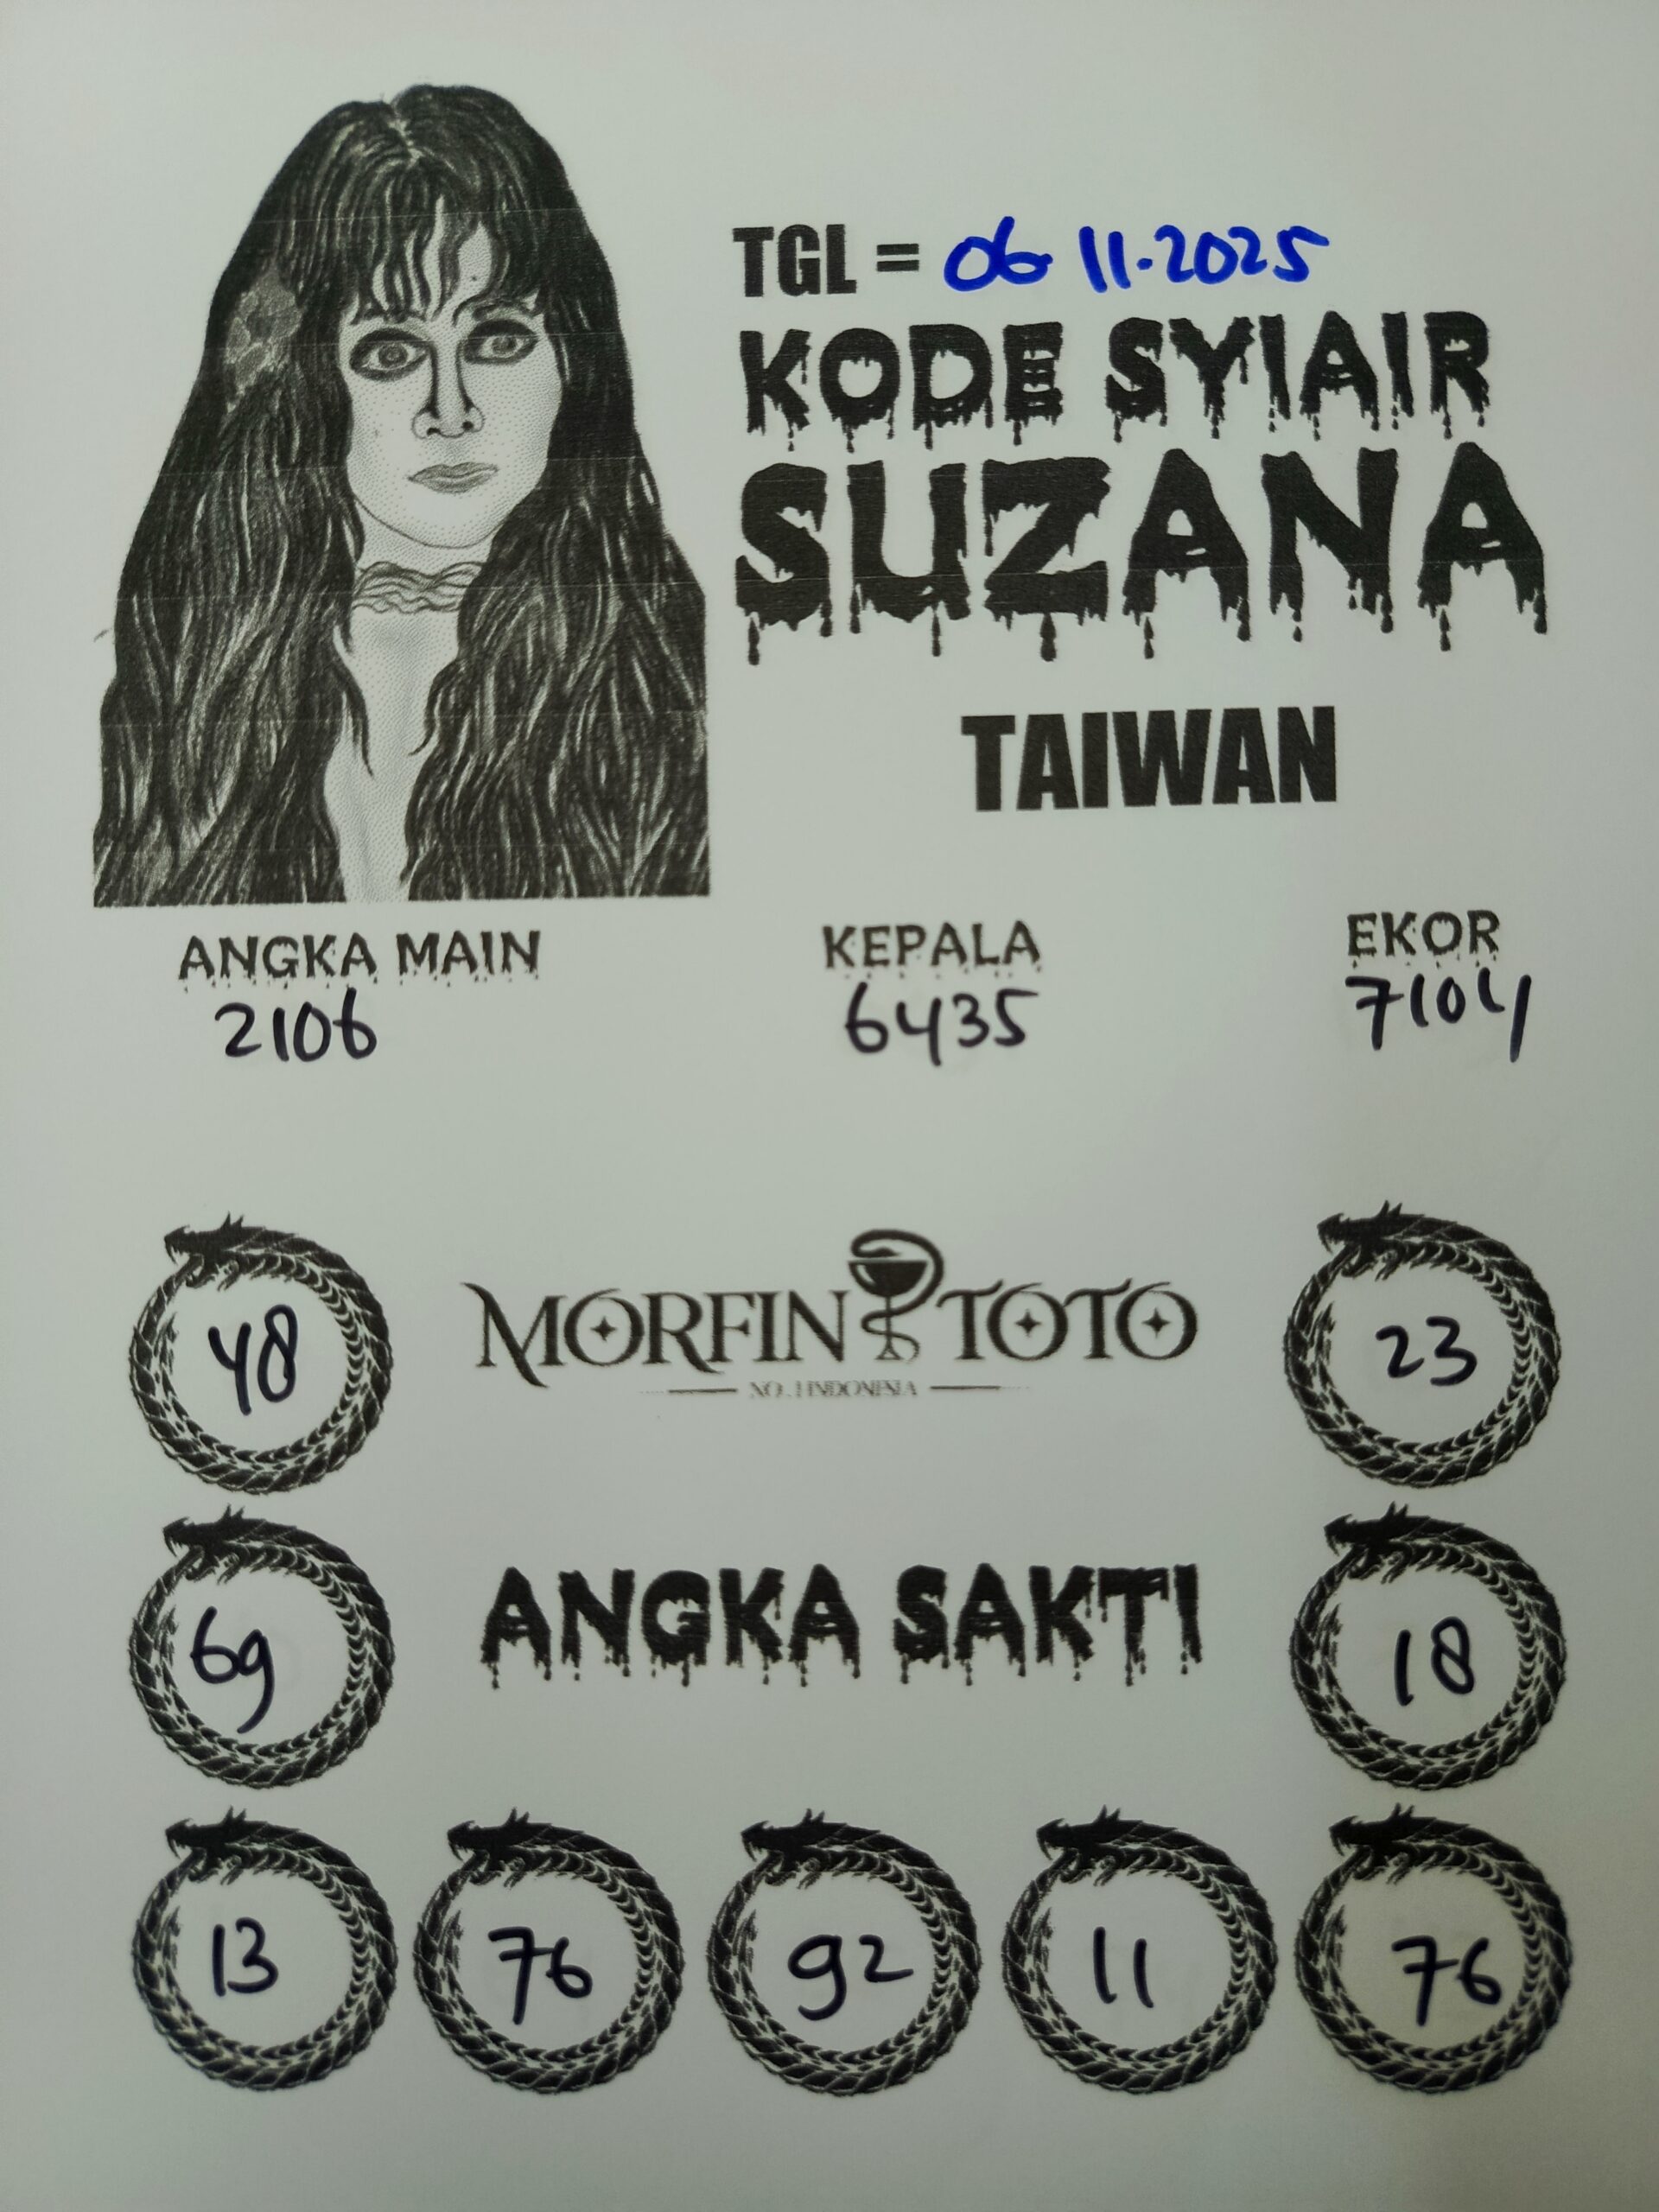 TGL = 06 11.2025
KODE SYIAIR
SUZANA
TAIWAN
ANGKA MAIN KEPALA EKOR
2106 6435 7104
48 MORFIN TOTO 23
NO.1 INDONESIA
69 ANGKA SAKTI 18
13 76 92 11 76